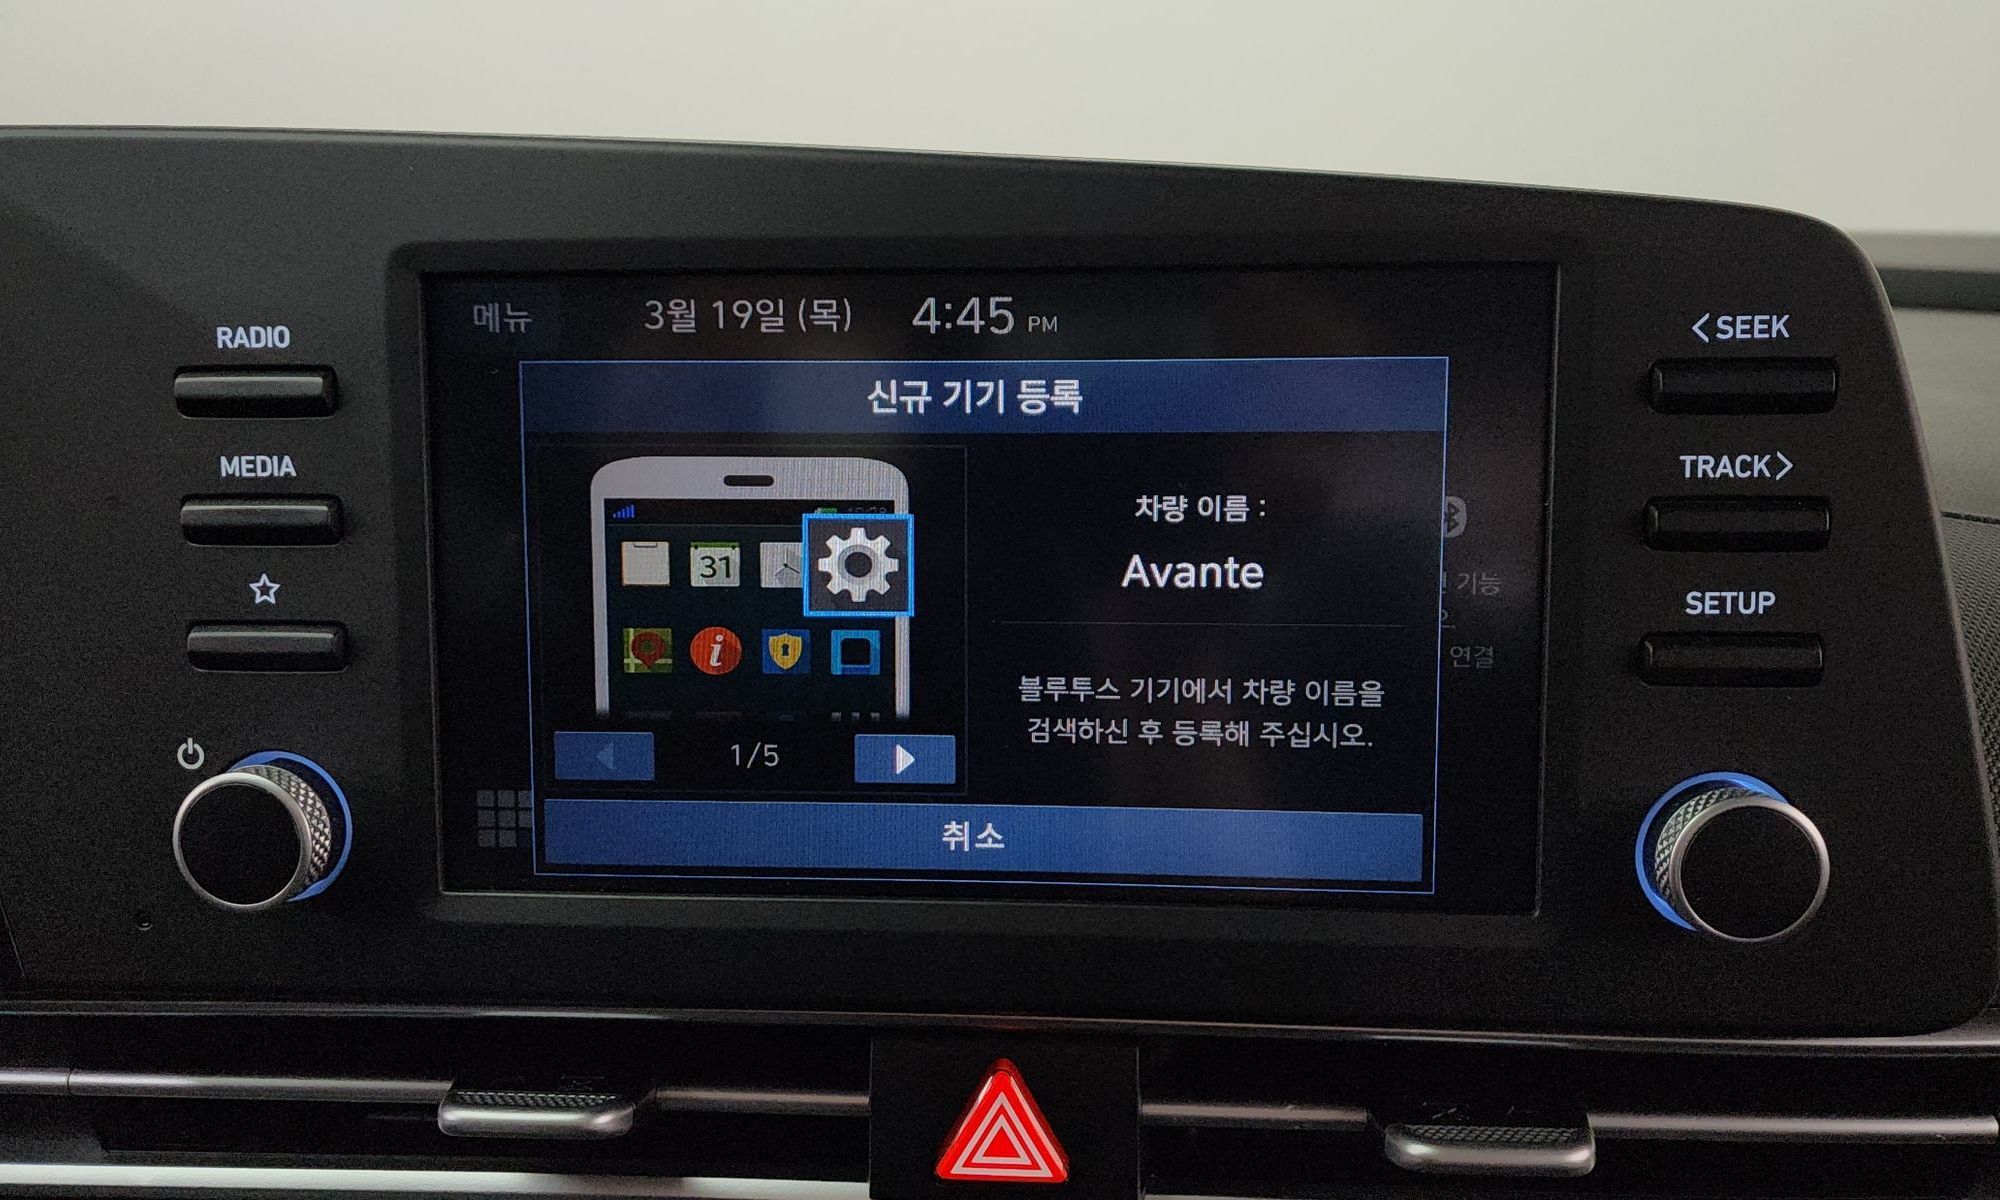 메뉴 3월 19일 (목) 4:45 PM
신규 기기 등록
RADIO
MEDIA
31
i
1/5
차량 이름 :
Avante
블루투스 기기에서 차량 이름을
검색하신 후 등록해 주십시오.
취소
기능
연결
<SEEK
TRACK>
SETUP